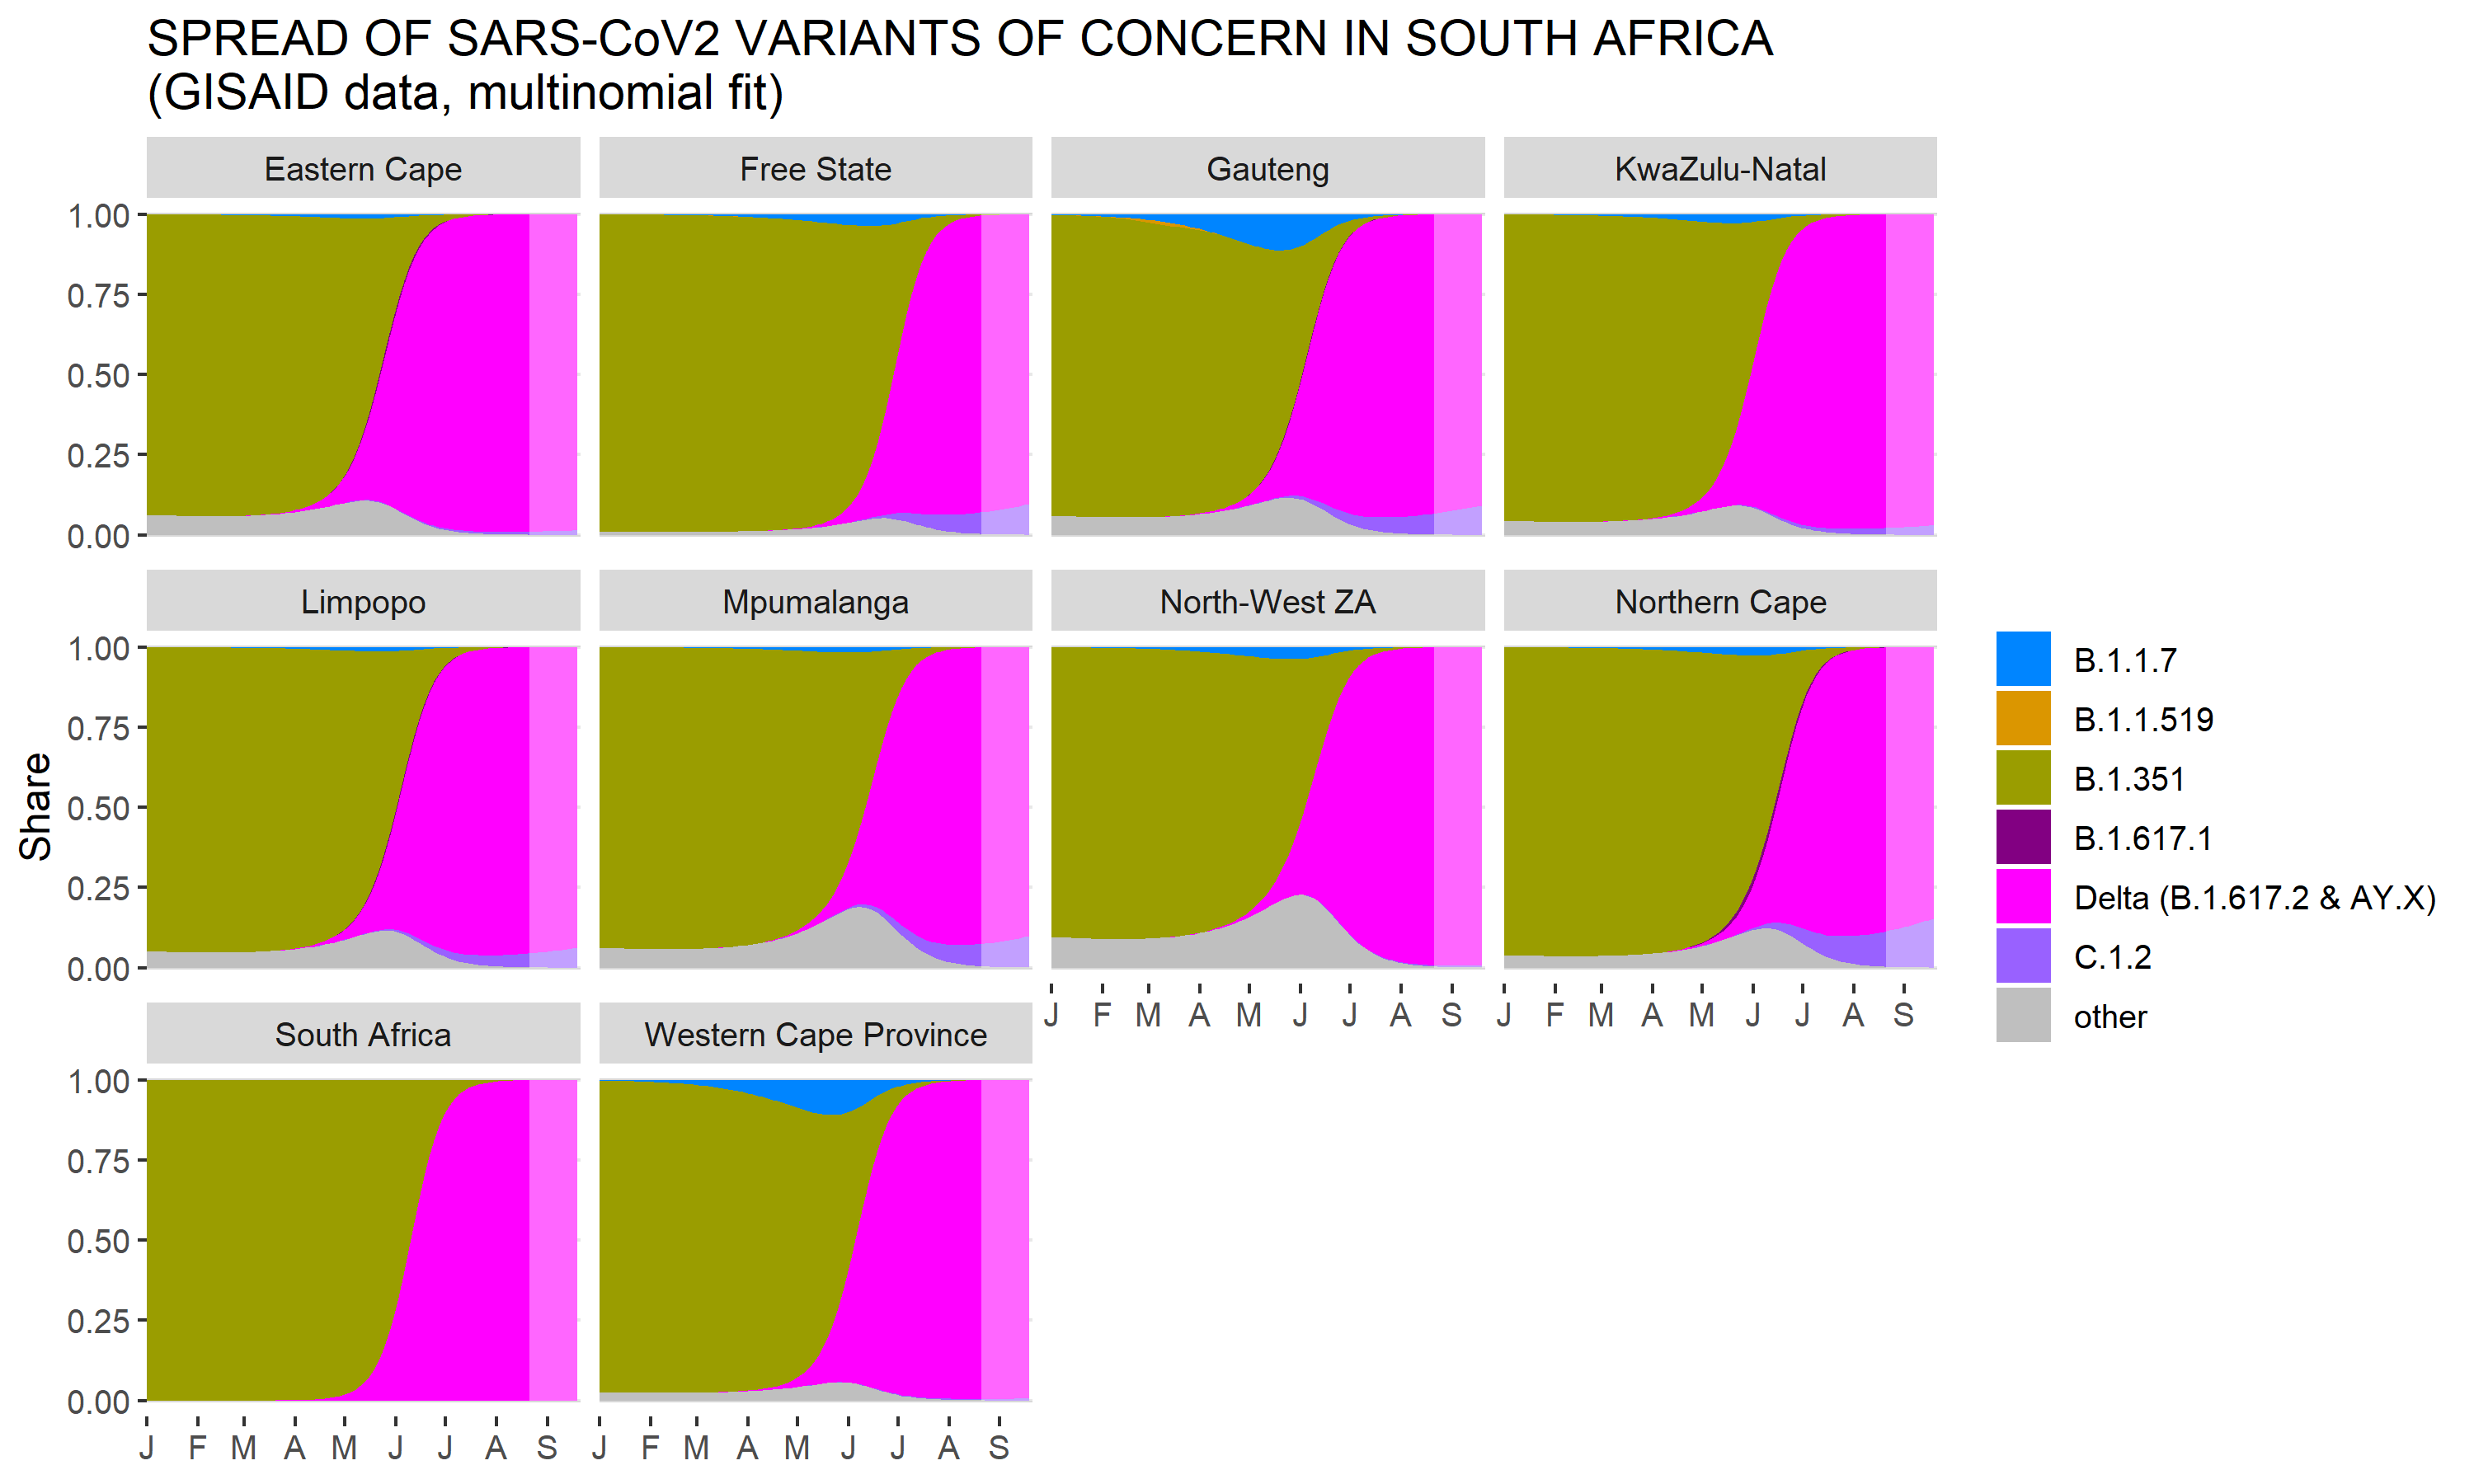 SPREAD OF SARS-CoV2 VARIANTS OF CONCERN IN SOUTH AFRICA
(GISAID data, multinomial fit)
Eastern Cape
Free State
Gauteng
KwaZulu-Natal
1.00
0.75
0.50
0.25
0.00
Limpopo
Mpumalanga
North-West ZA
Northern Cape
1.00
0.75
0.50
0.25
0.00
J F M A M J J A S
J F M A M J J A S
South Africa
Western Cape Province
1.00
0.75
0.50
0.25
0.00
J F M A M J J A S
J F M A M J J A S
Share
B.1.1.7
B.1.1.519
B.1.351
B.1.617.1
Delta (B.1.617.2 & AY.X)
C.1.2
other